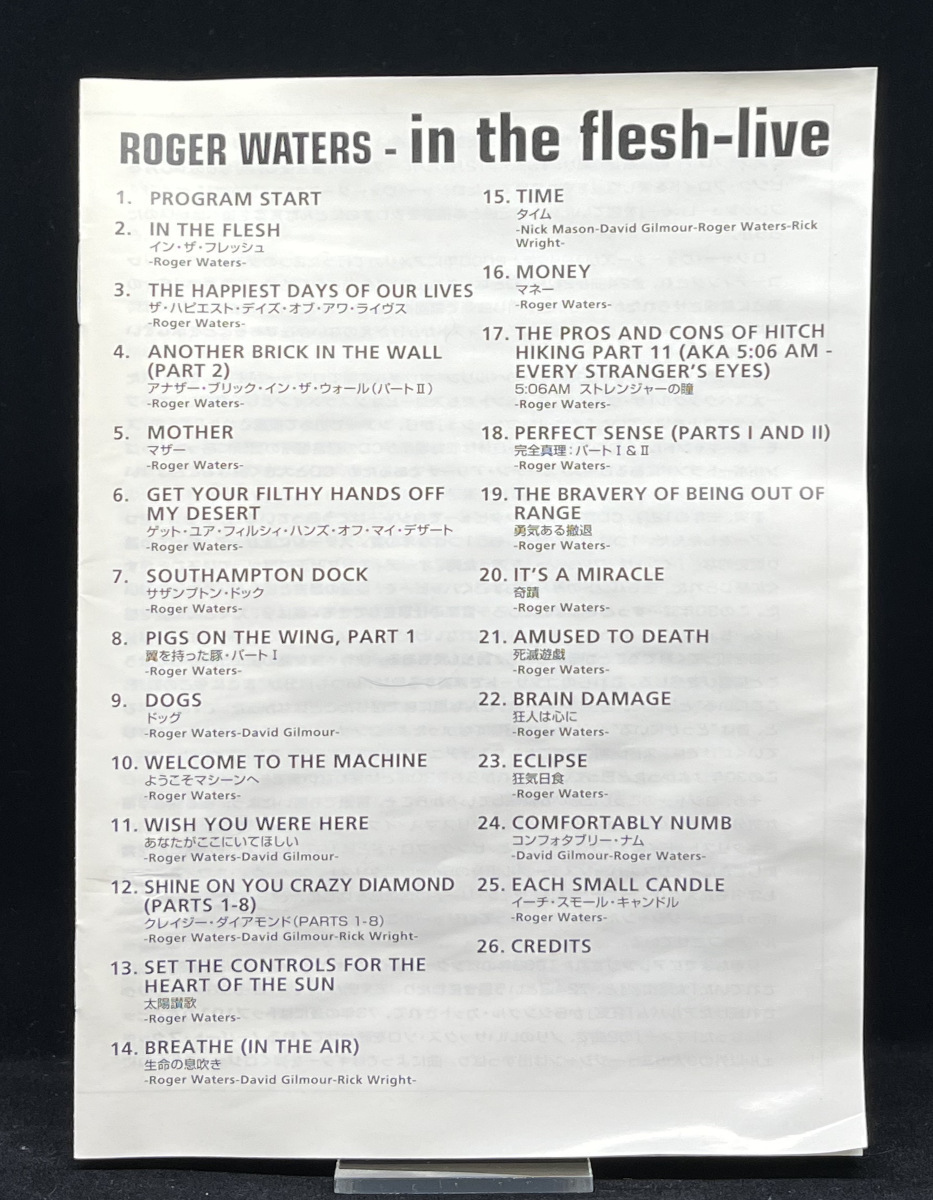 ROGER WATERS - in the flesh-live
1. PROGRAM START
2. IN THE FLESH
イン・ザ・フレッシュ
-Roger Waters-
3. THE HAPPIEST DAYS OF OUR LIVES
ザ・ハピエスト・デイズ・オブ・アワ・ライヴス
-Roger Waters-
4. ANOTHER BRICK IN THE WALL
(PART 2)
アナザー・ブリック・イン・ザ・ウォール(パートⅡ)
-Roger Waters-
5. MOTHER
マザー
-Roger Waters-
6. GET YOUR FILTHY HANDS OFF
MY DESERT
ゲット・ユア・フィルシィ・ハンズ・オフ・マイ・デザート
-Roger Waters-
7. SOUTHAMPTON DOCK
サザンプトン・ドック
-Roger Waters-
8. PIGS ON THE WING, PART 1
翼を持った豚・パートⅠ
-Roger Waters-
9. DOGS
ドッグ
-Roger Waters-David Gilmour-
10. WELCOME TO THE MACHINE
ようこそマシーンへ
-Roger Waters-
11. WISH YOU WERE HERE
あなたがここにいてほしい
-Roger Waters-David Gilmour-
12. SHINE ON YOU CRAZY DIAMOND
(PARTS 1-8)
クレイジー・ダイアモンド(PARTS 1-8)
-Roger Waters-David Gilmour-Rick Wright-
13. SET THE CONTROLS FOR THE
HEART OF THE SUN
太陽讃歌
-Roger Waters-
14. BREATHE (IN THE AIR)
生命の息吹き
-Roger Waters-David Gilmour-Rick Wright-
15. TIME
タイム
-Nick Mason-David Gilmour-Roger Waters-Rick
Wright-
16. MONEY
マネー
-Roger Waters-
17. THE PROS AND CONS OF HITCH
HIKING PART 11 (AKA 5:06 AM -
EVERY STRANGER'S EYES)
5:06AM ストレンジャーの瞳
-Roger Waters-
18. PERFECT SENSE (PARTS I AND II)
完全真理:パートⅠ&Ⅱ
-Roger Waters-
19. THE BRAVERY OF BEING OUT OF
RANGE
勇気ある撤退
-Roger Waters-
20. IT'S A MIRACLE
奇蹟
-Roger Waters-
21. AMUSED TO DEATH
死滅遊戯
-Roger Waters-
22. BRAIN DAMAGE
狂人は心に
-Roger Waters-
23. ECLIPSE
狂気日食
-Roger Waters-
24. COMFORTABLY NUMB
コンフォタブリー・ナム
-David Gilmour-Roger Waters-
25. EACH SMALL CANDLE
イーチ・スモール・キャンドル
-Roger Waters-
26. CREDITS